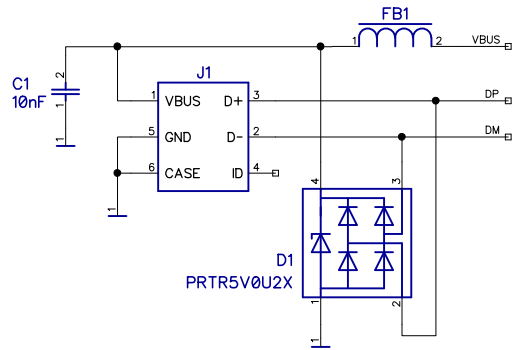 FB1
1 2 VBUS
2
C1
10nF
1
J1
1 VBUS D+ 3 DP
5 GND D- 2 DM
6 CASE ID 4
1
4 3
D1
PRTR5V0U2X
1 2
1